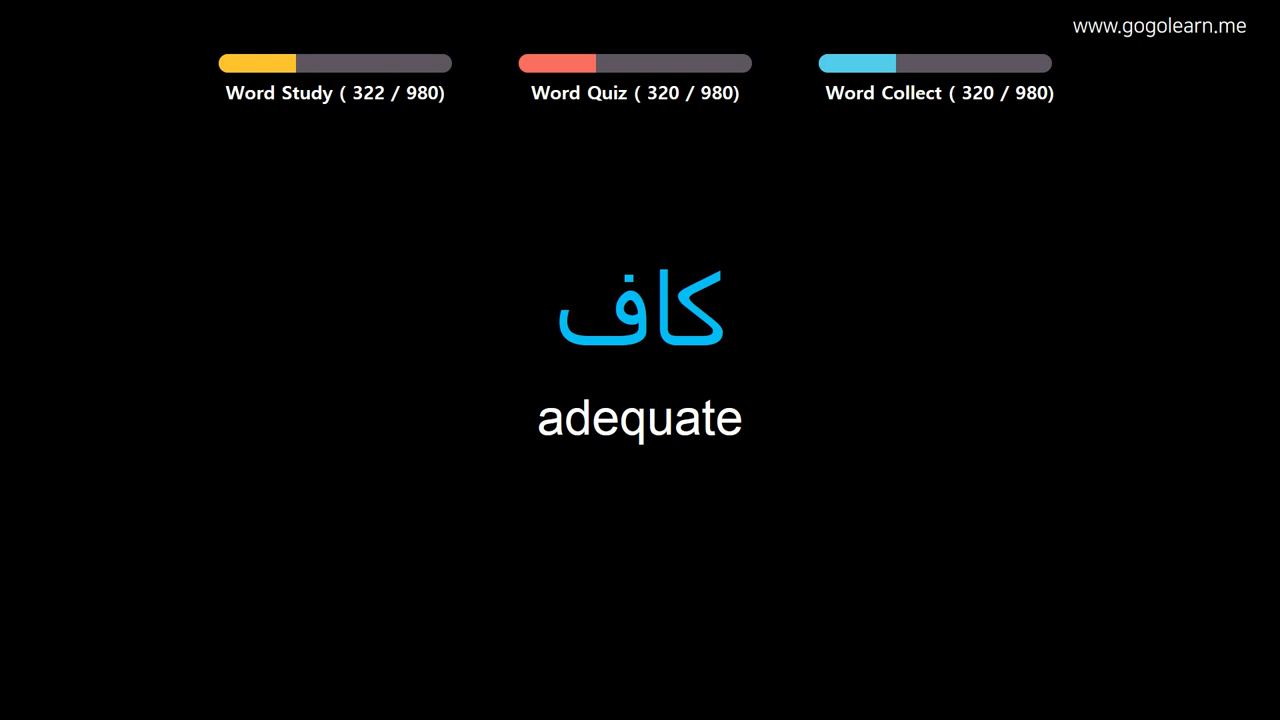 www.gogolearn.me
Word Study ( 322 / 980)
Word Quiz ( 320 / 980)
Word Collect ( 320 / 980)
كاف
adequate